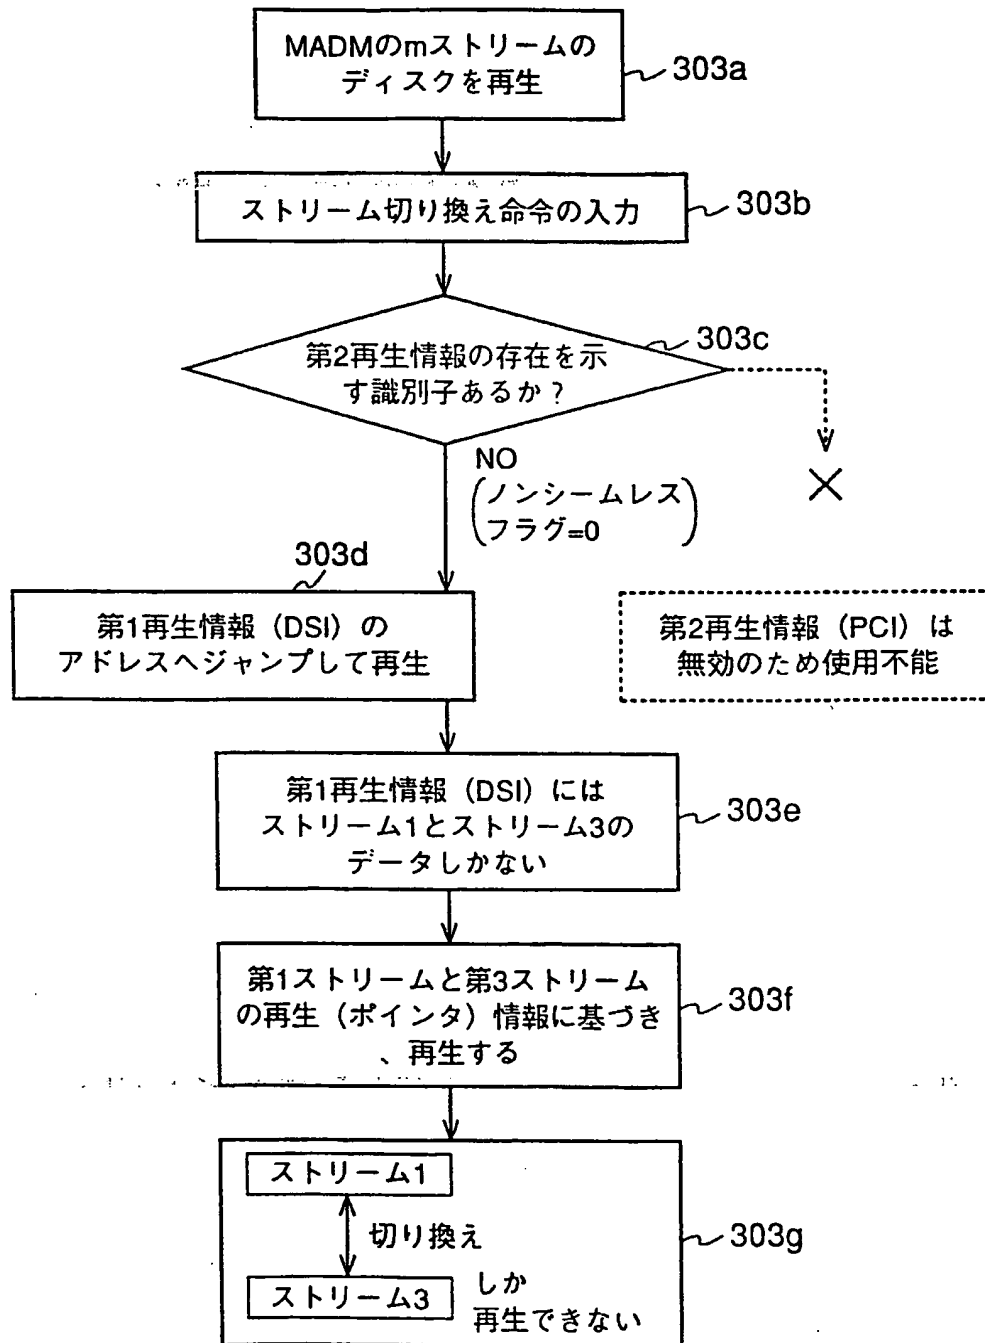 MADMのmストリームの
ディスクを再生
303a
ストリーム切り換え命令の入力
303b
第2再生情報の存在を示
す識別子あるか？
303c
NO
(ノンシームレス
フラグ=0)
303d
第1再生情報（DSI）の
アドレスへジャンプして再生
第2再生情報（PCI）は
無効のため使用不能
第1再生情報（DSI）には
ストリーム1とストリーム3の
データしかない
303e
第1ストリームと第3ストリーム
の再生（ポインタ）情報に基づき
、再生する
303f
ストリーム1
切り換え
ストリーム3
しか
再生できない
303g